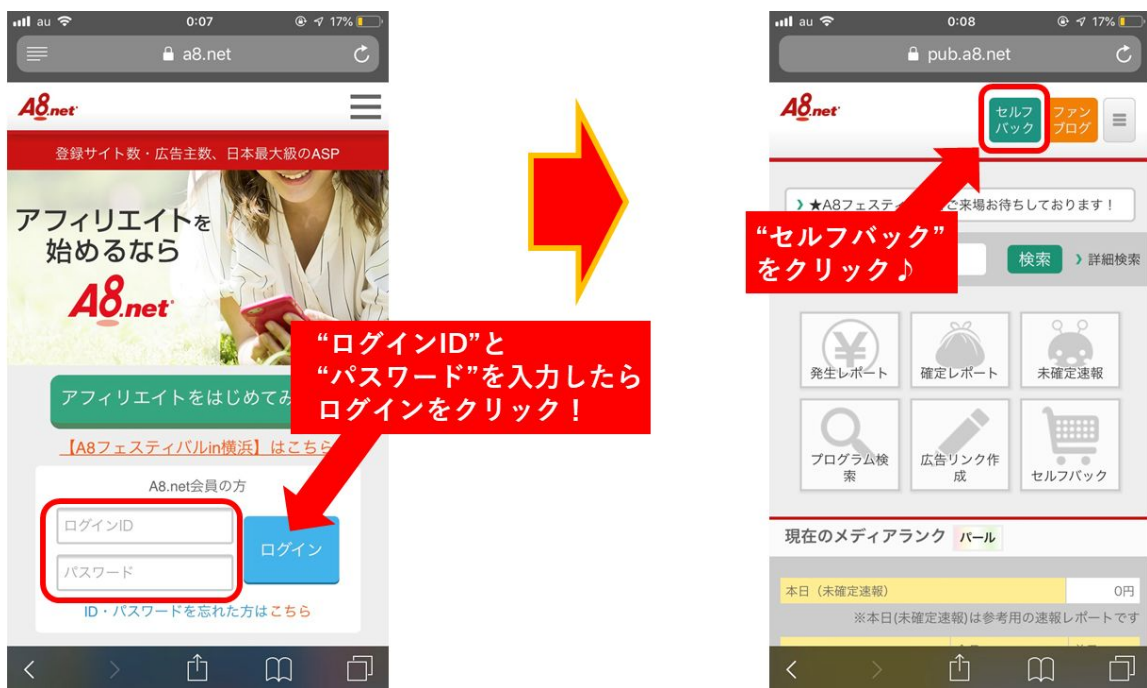 au 0:07 17%
a8.net
A8.net
登録サイト数・広告主数、日本最大級のASP
アフィリエイトを
始めるなら
A8.net
“ログインID”と
“パスワード”を入力したら
ログインをクリック！
アフィリエイトをはじめてみ
【A8フェスティバルin横浜】はこちら
A8.net会員の方
ログインID
パスワード
ログイン
ID・パスワードを忘れた方はこちら
au 0:08 17%
pub.a8.net
A8.net
セルフ
バック
ファン
ブログ
★A8フェスティ
ご来場お待ちしております！
“セルフバック”
をクリック♪
検索
詳細検索
発生レポート
確定レポート
未確定速報
プログラム検
索
広告リンク作
成
セルフバック
現在のメディアランク パール
本日（未確定速報） 0円
※本日(未確定速報)は参考用の速報レポートです